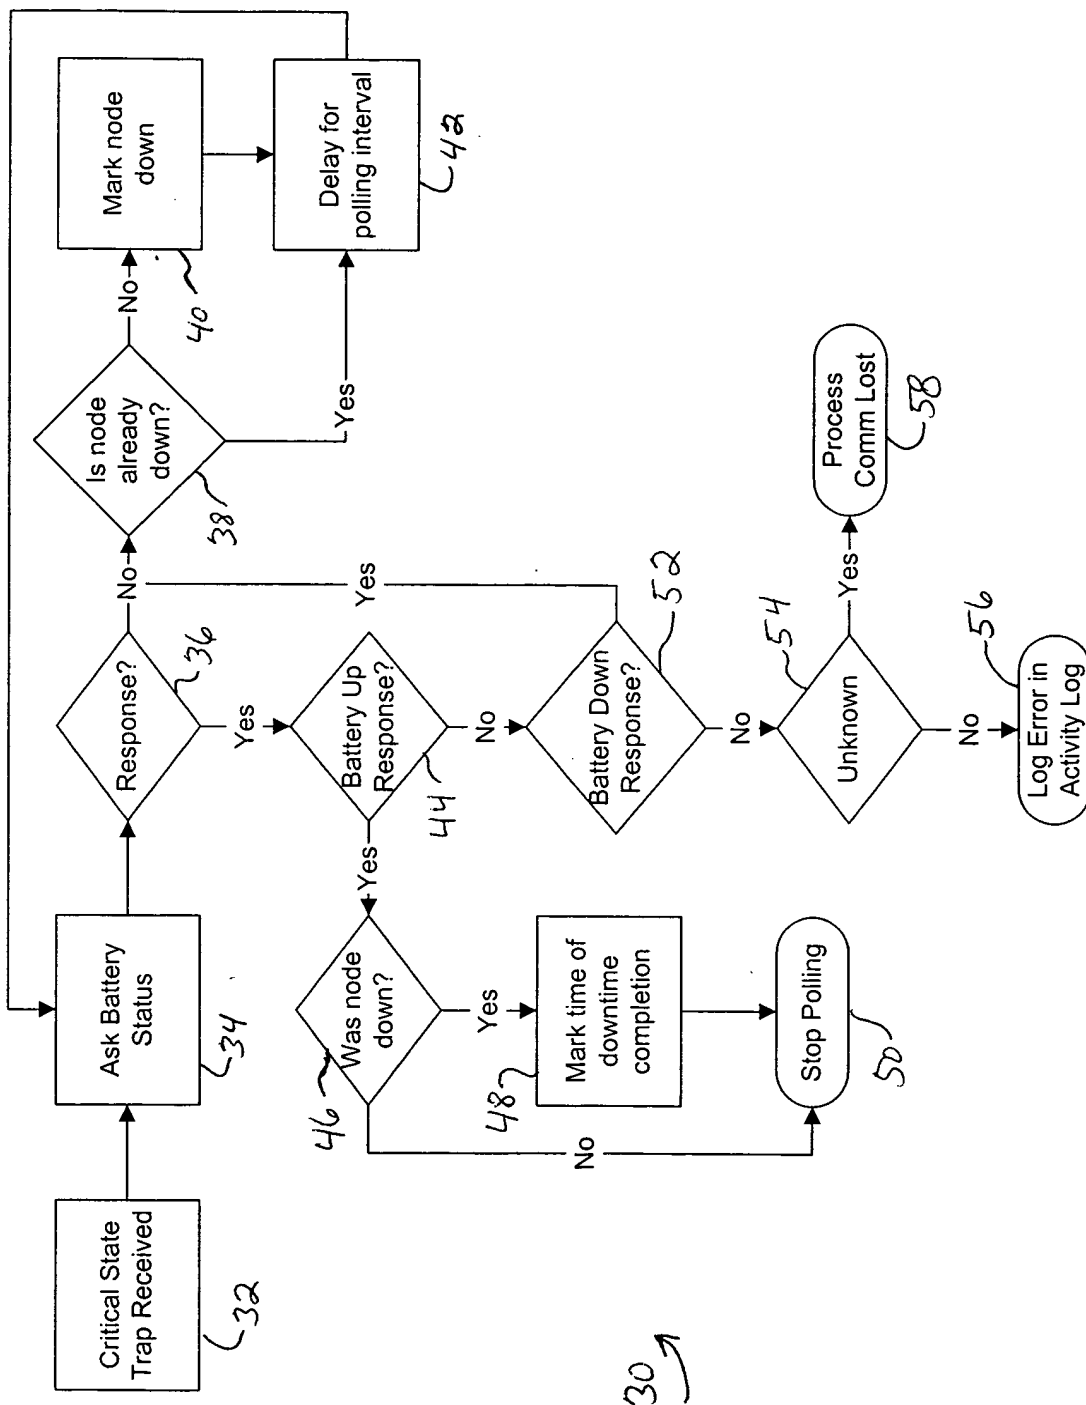 Critical State
Trap Received
32
Ask Battery
Status
34
Response?
36
No
Yes
Is node
already
down?
38
No
Yes
Mark node
down
40
Delay for
polling interval
42
Battery Up
Response?
44
Yes
No
Was node
down?
46
Yes
No
Mark time of
downtime
completion
48
Stop Polling
50
Battery Down
Response?
52
Yes
No
Unknown
54
Yes
No
Process
Comm Lost
58
Log Error in
Activity Log
56
30